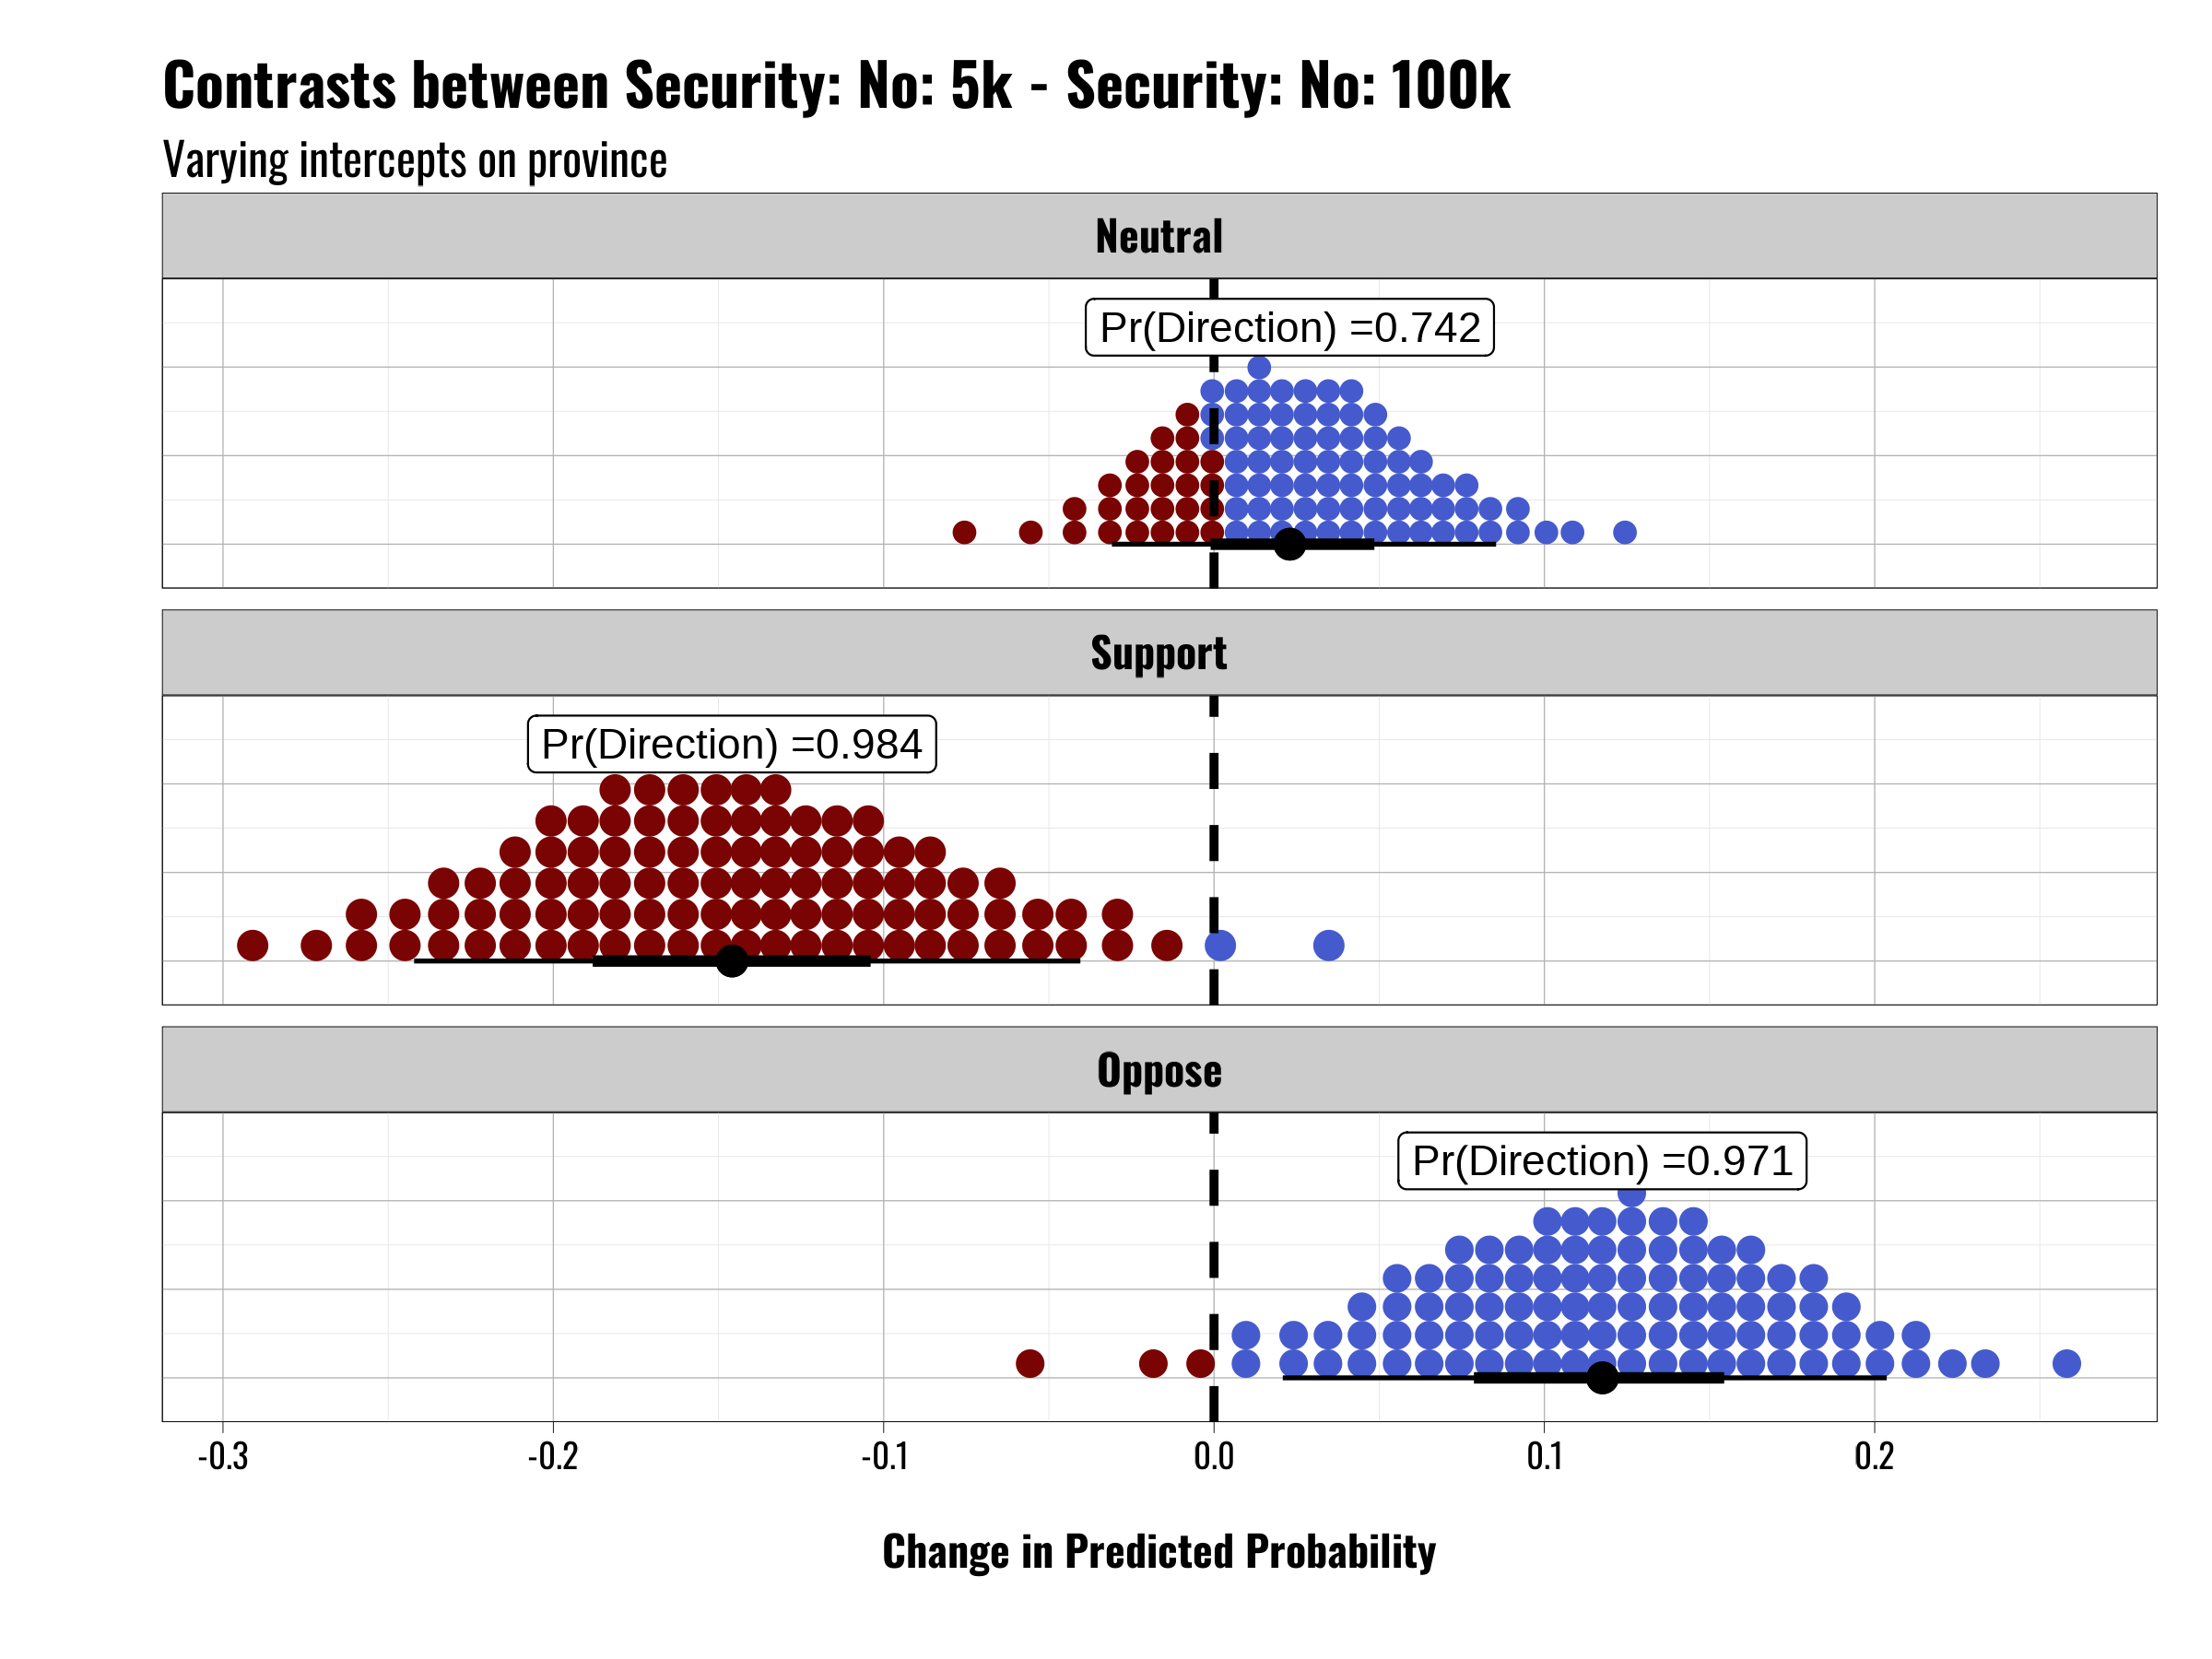 Contrasts between Security: No: 5k - Security: No: 100k
Varying intercepts on province
Neutral
Pr(Direction) =0.742
Support
Pr(Direction) =0.984
Oppose
Pr(Direction) =0.971
-0.3 -0.2 -0.1 0.0 0.1 0.2
Change in Predicted Probability